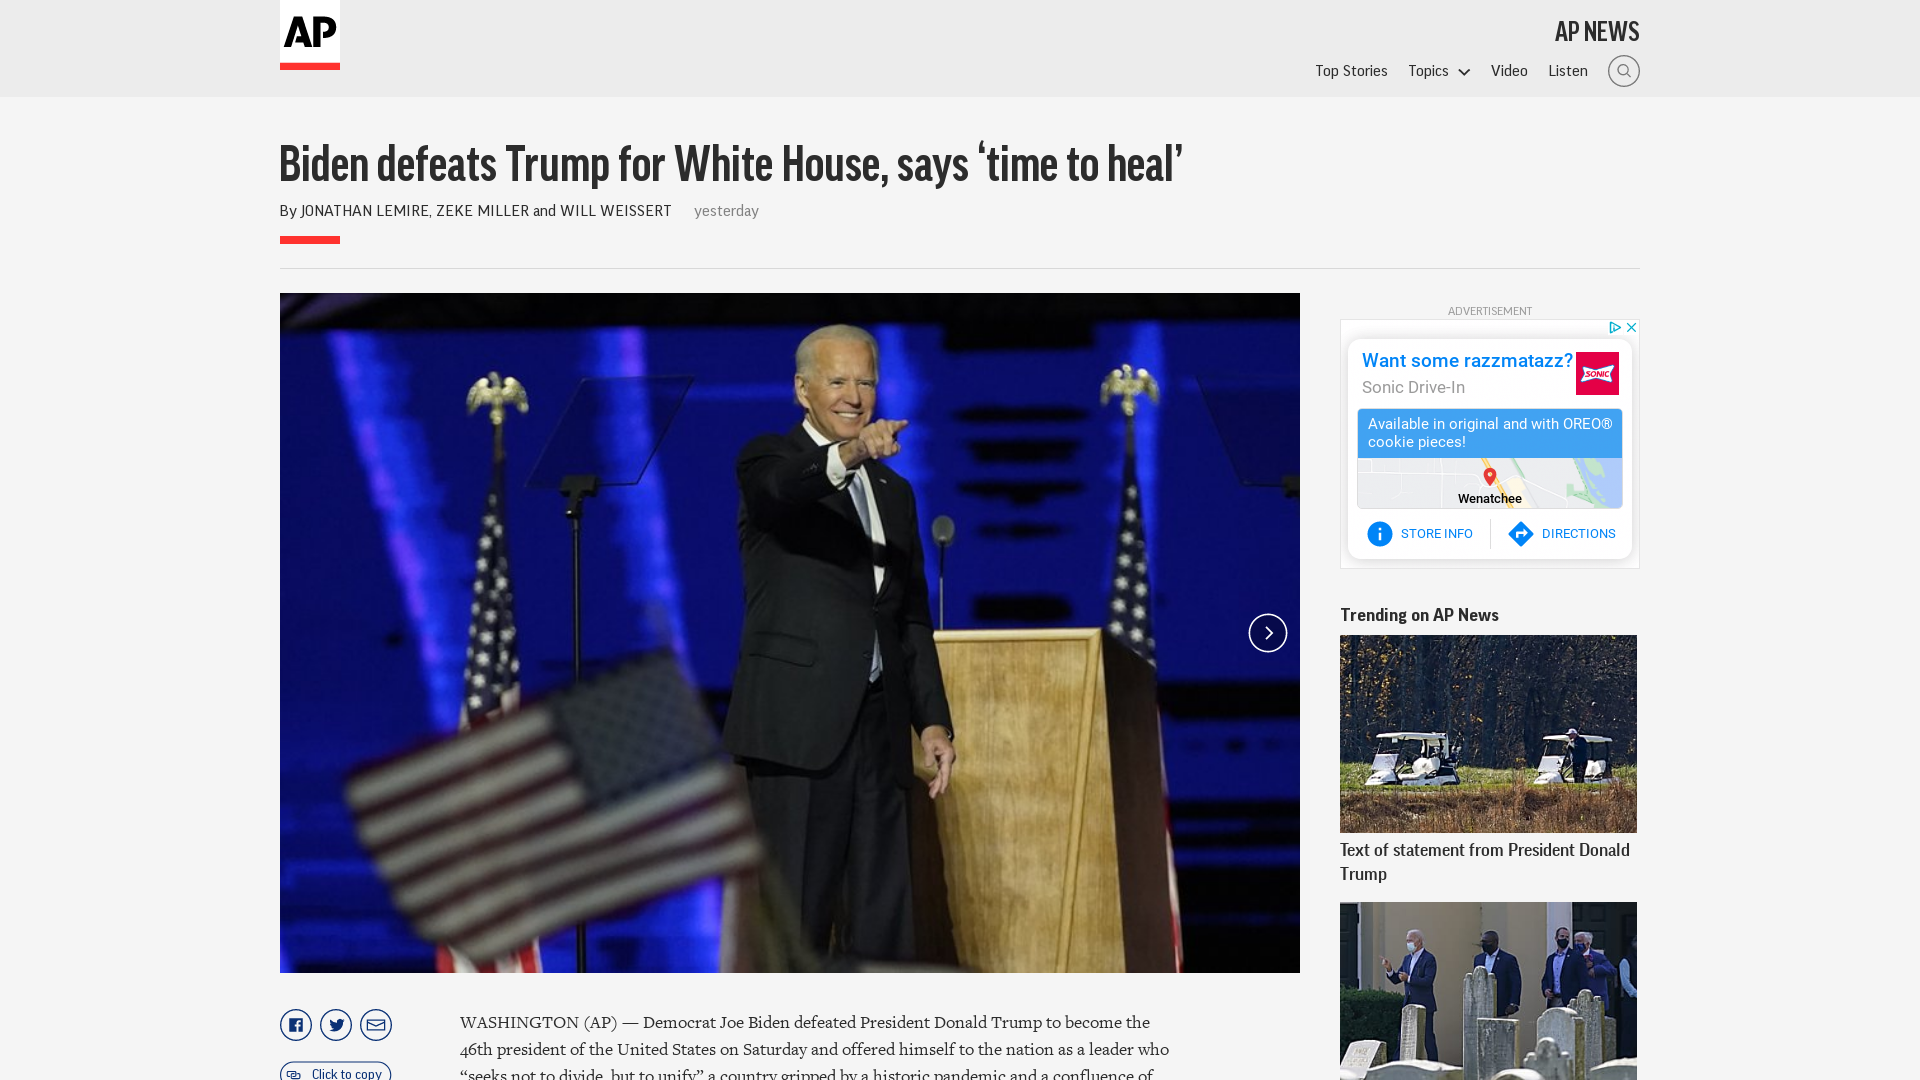 AP
AP NEWS
Top Stories
Topics
Video
Listen
Biden defeats Trump for White House, says ‘time to heal’
By JONATHAN LEMIRE, ZEKE MILLER and WILL WEISSERT
yesterday
ADVERTISEMENT
Want some razzmatazz?
Sonic Drive-In
SONIC
Available in original and with OREO®
cookie pieces!
Wenatchee
STORE INFO
DIRECTIONS
Trending on AP News
Text of statement from President Donald
Trump
Click to copy
WASHINGTON (AP) — Democrat Joe Biden defeated President Donald Trump to become the
46th president of the United States on Saturday and offered himself to the nation as a leader who
“seeks not to divide, but to unify” a country gripped by a historic pandemic and a confluence of